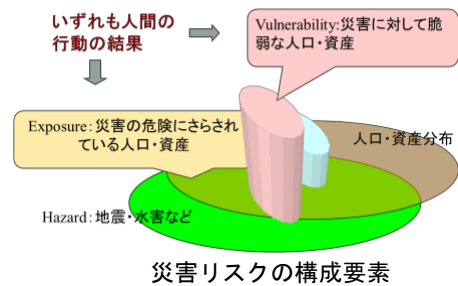 いずれも人間の
行動の結果
Vulnerability:災害に対して脆
弱な人口・資産
Exposure:災害の危険にさらされ
ている人口・資産
人口・資産分布
Hazard:地震・水害など
災害リスクの構成要素